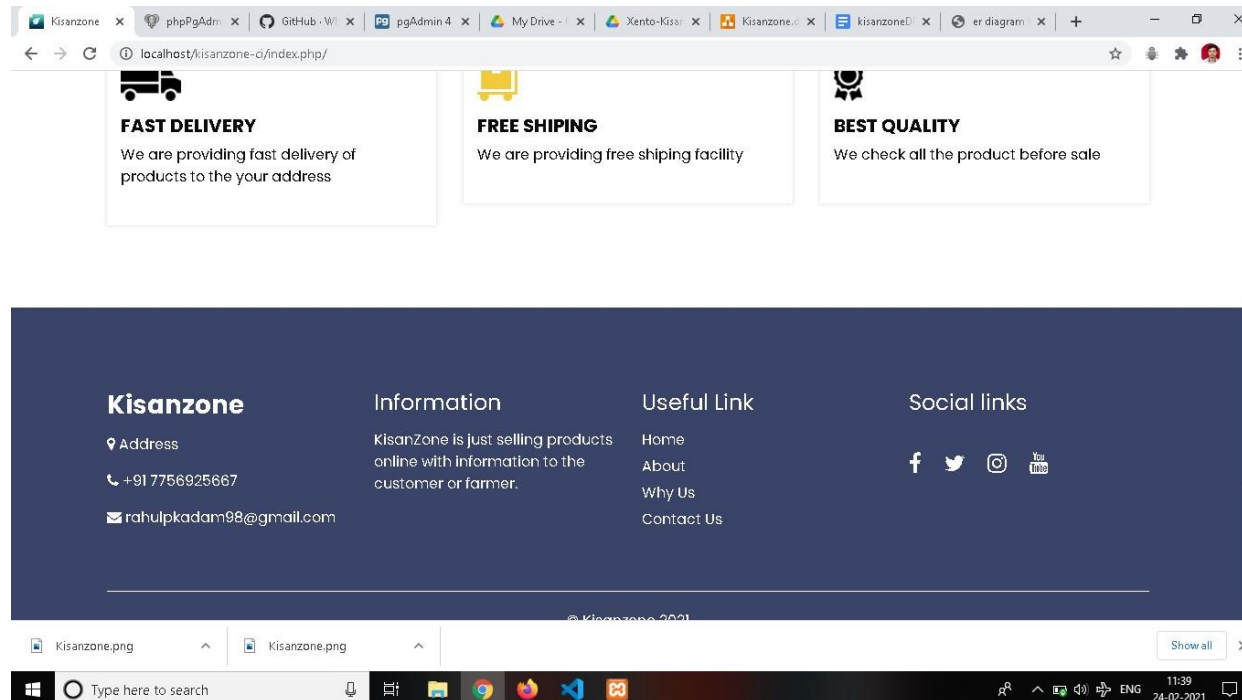 Kisanzone
phpPgAdm
GitHub · W
pgAdmin 4
My Drive -
Xento-Kisar
Kisanzone.d
kisanzoneD
er diagram
localhost/kisanzone-ci/index.php/
FAST DELIVERY
We are providing fast delivery of
products to the your address
FREE SHIPING
We are providing free shiping facility
BEST QUALITY
We check all the product before sale
Kisanzone
Address
+91 7756925667
rahulpkadam98@gmail.com
Information
KisanZone is just selling products
online with information to the
customer or farmer.
Useful Link
Home
About
Why Us
Contact Us
Social links
You
Tube
© Kisanzone 2021
Kisanzone.png
Kisanzone.png
Show all
Type here to search
ENG
11:39
24-02-2021